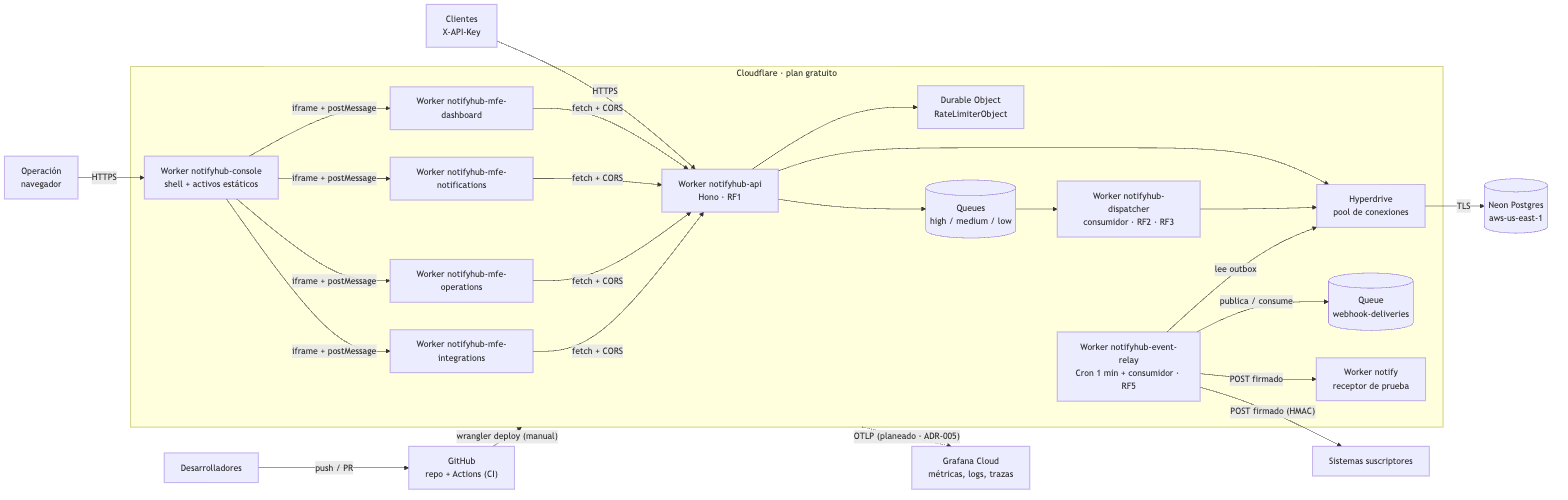 Clientes
X-API-Key
Cloudflare · plan gratuito
Operación
navegador
HTTPS
Worker notifyhub-console
shell + activos estáticos
iframe + postMessage
iframe + postMessage
iframe + postMessage
iframe + postMessage
Worker notifyhub-mfe-
dashboard
Worker notifyhub-mfe-
notifications
Worker notifyhub-mfe-
operations
Worker notifyhub-mfe-
integrations
HTTPS
fetch + CORS
fetch + CORS
fetch + CORS
fetch + CORS
Worker notifyhub-api
Hono · RF1
Durable Object
RateLimiterObject
Queues
high / medium / low
Worker notifyhub-
dispatcher
consumidor · RF2 · RF3
Hyperdrive
pool de conexiones
TLS
Neon Postgres
aws-us-east-1
lee outbox
publica / consume
Queue
webhook-deliveries
Worker notifyhub-event-
relay
Cron 1 min + consumidor ·
RF5
POST firmado
Worker notify
receptor de prueba
POST firmado (HMAC)
wrangler deploy (manual)
OTLP (planeado · ADR-005)
Desarrolladores
push / PR
GitHub
repo + Actions (CI)
Grafana Cloud
métricas, logs, trazas
Sistemas suscriptores